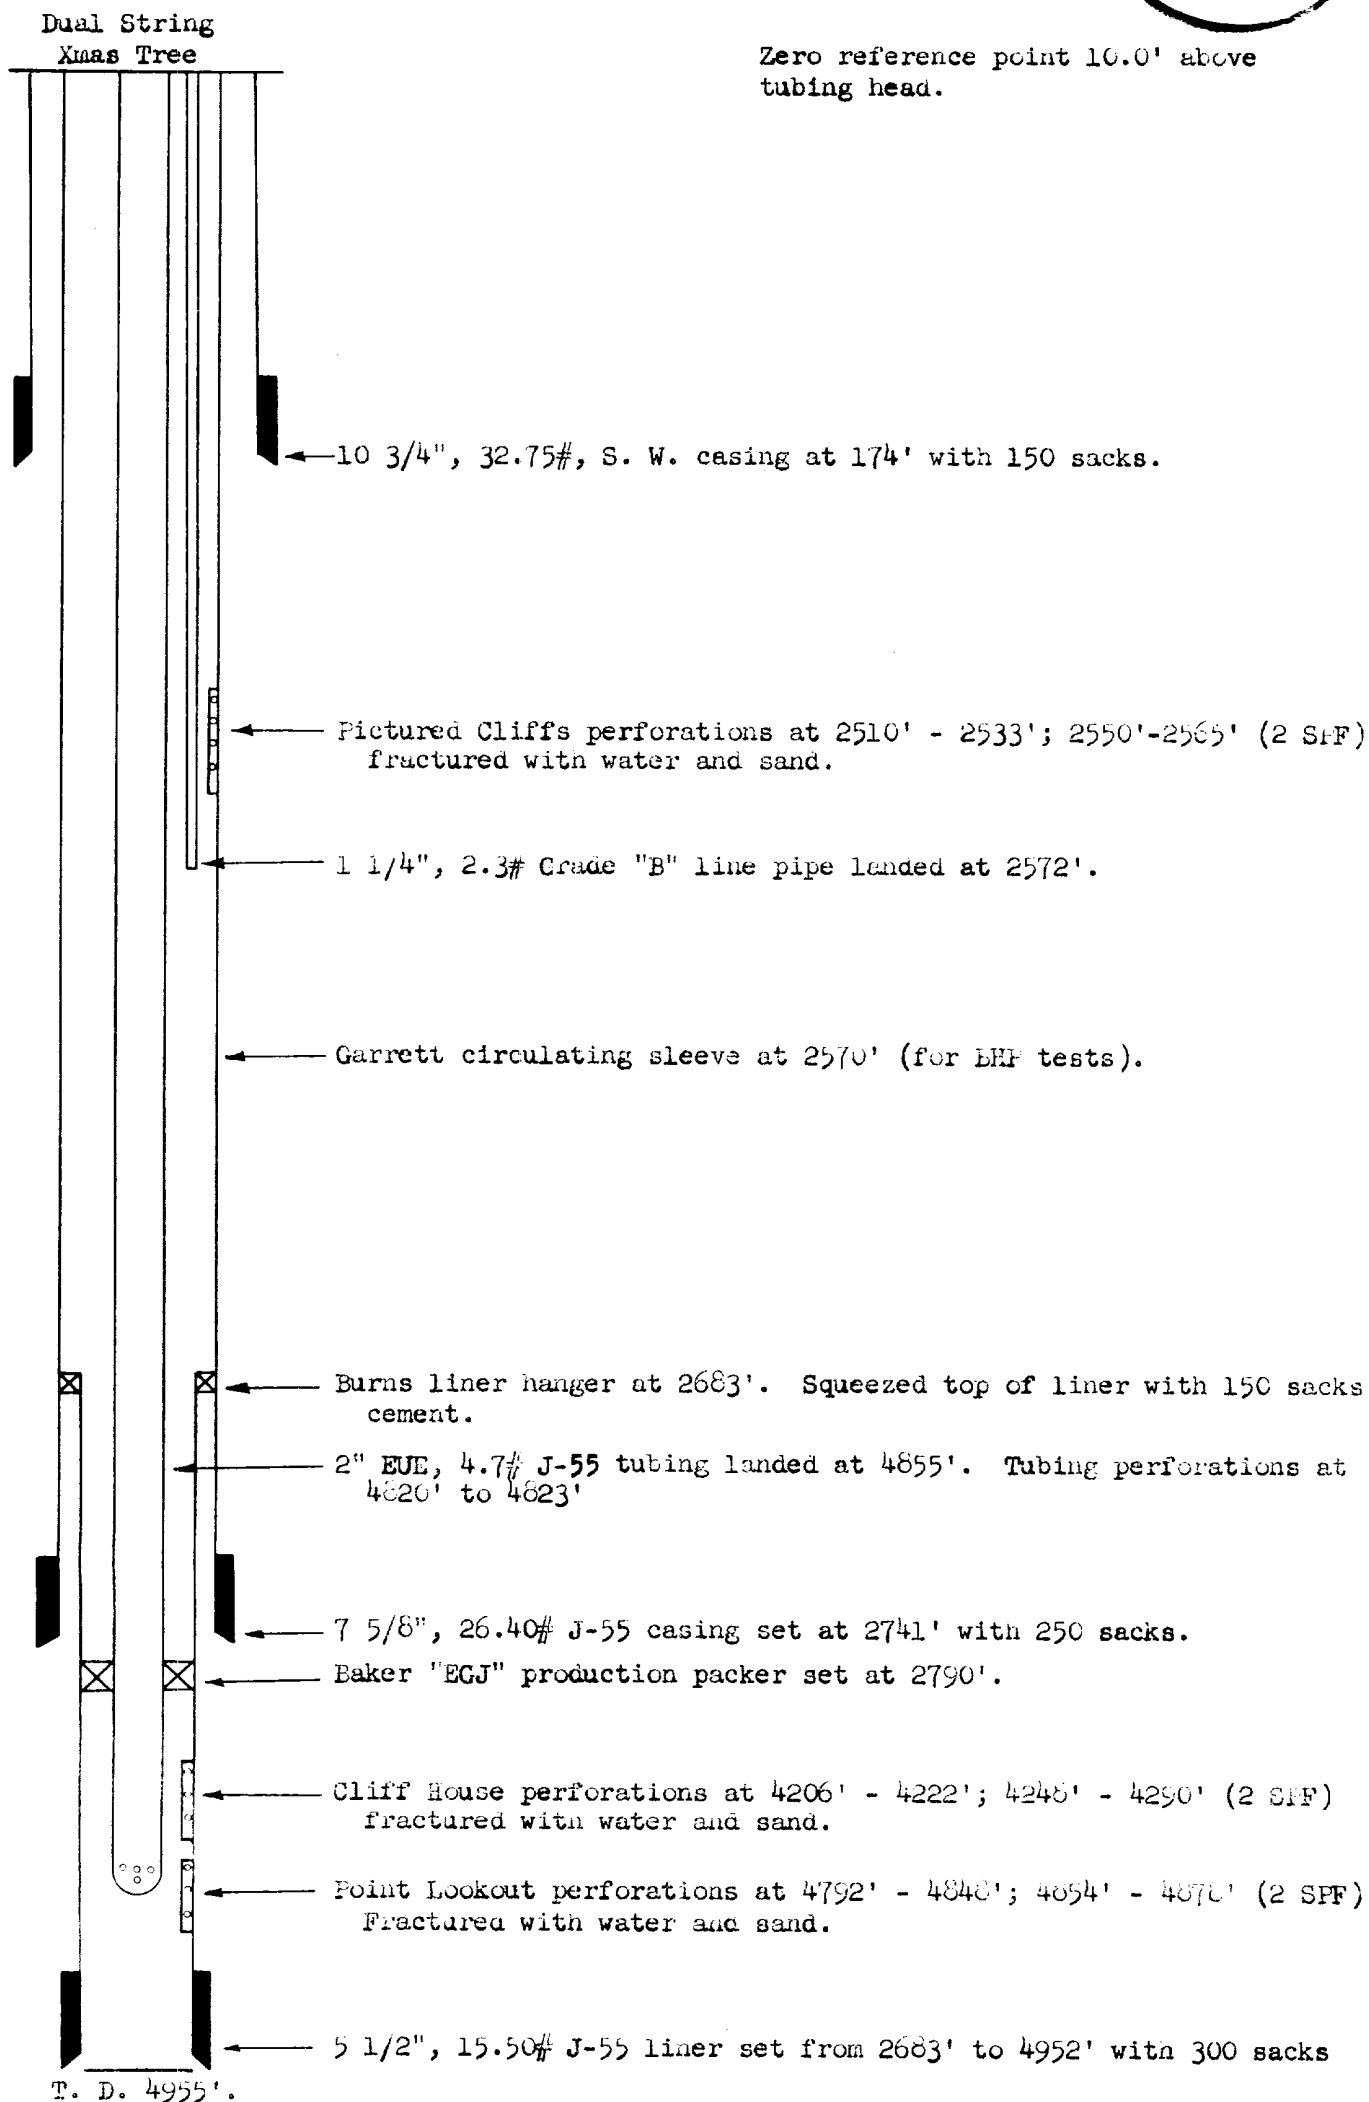 Dual String
Xmas Tree
Zero reference point 10.0' above
tubing head.
10 3/4", 32.75#, S. W. casing at 174' with 150 sacks.
Pictured Cliffs perforations at 2510' - 2533'; 2550'-2565' (2 SPF)
fractured with water and sand.
1 1/4", 2.3# Grade "B" line pipe landed at 2572'.
Garrett circulating sleeve at 2570' (for BHP tests).
Burns liner hanger at 2683'. Squeezed top of liner with 150 sacks
cement.
2" EUE, 4.7# J-55 tubing landed at 4855'. Tubing perforations at
4820' to 4823'
7 5/8", 26.40# J-55 casing set at 2741' with 250 sacks.
Baker "EGJ" production packer set at 2790'.
Cliff House perforations at 4206' - 4222'; 4248' - 4290' (2 SPF)
fractured with water and sand.
Point Lookout perforations at 4792' - 4848'; 4854' - (2 SPF)
Fractured with water and sand.
5 1/2", 15.50# J-55 liner set from 2683' to 4952' with 300 sacks
T. D. 4955'.